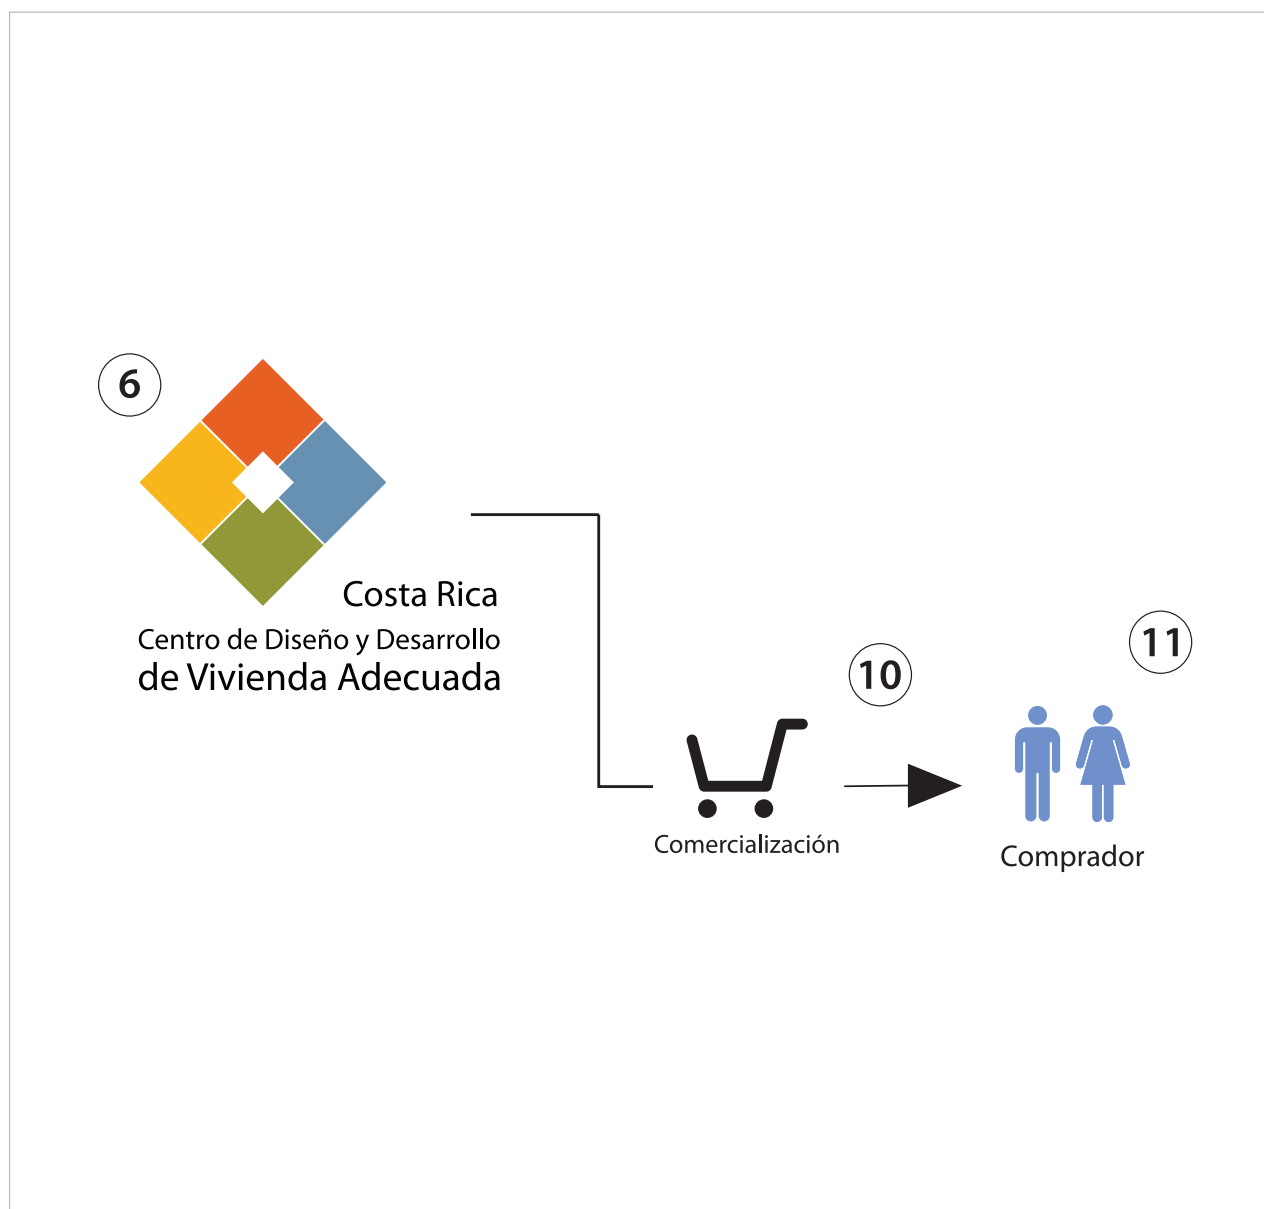 6
Costa Rica
Centro de Diseño y Desarrollo
de Vivienda Adecuada
10
11
Comercialización
Comprador